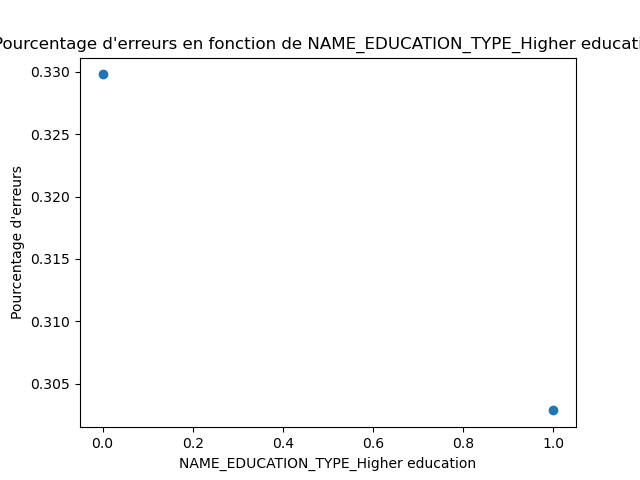 Pourcentage d'erreurs en fonction de NAME_EDUCATION_TYPE_Higher educati
0.330
0.325
0.320
0.315
0.310
0.305
Pourcentage d'erreurs
0.0 0.2 0.4 0.6 0.8 1.0
NAME_EDUCATION_TYPE_Higher education